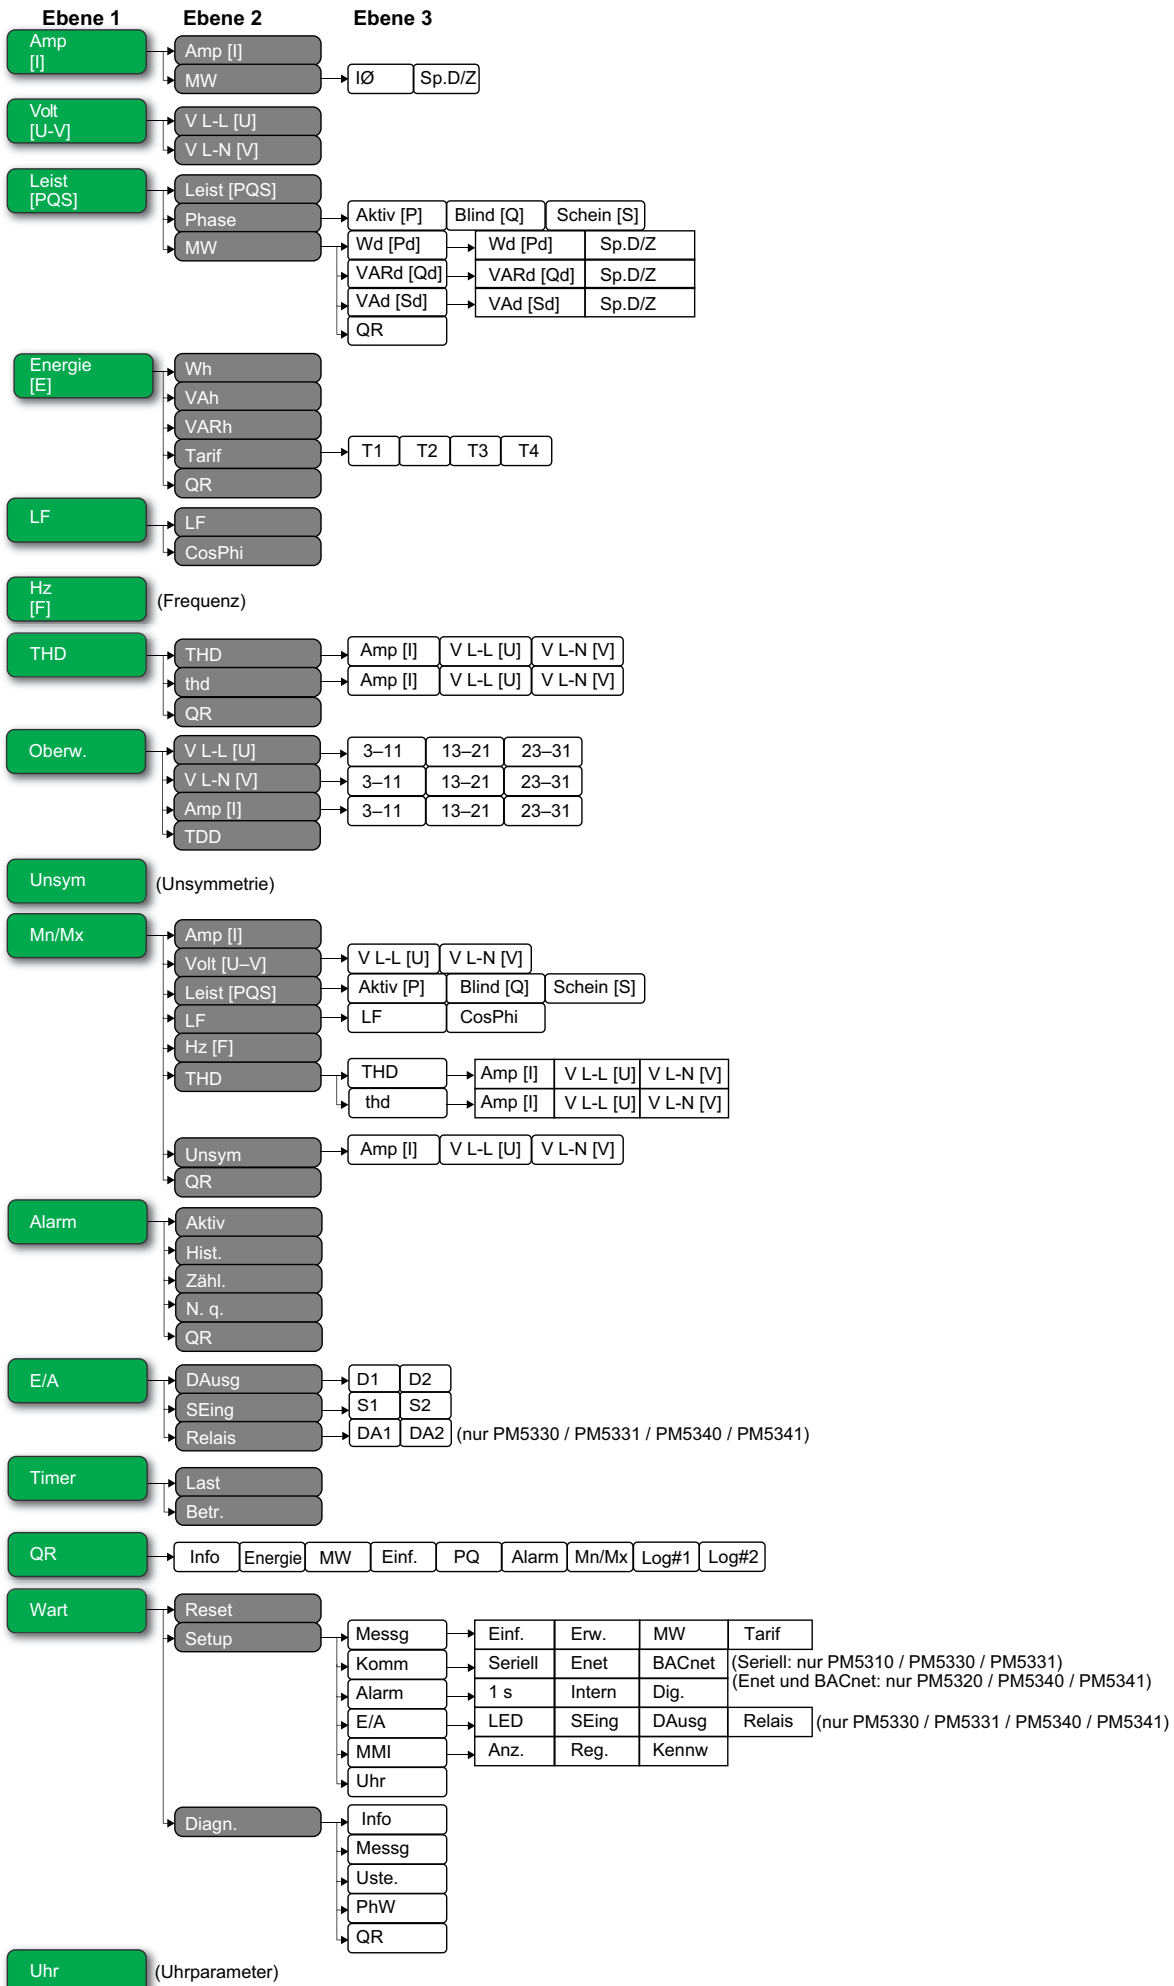 Ebene 1 Ebene 2 Ebene 3
Amp
[I]
Amp [I]
MW IØ Sp.D/Z
Volt
[U-V]
V L-L [U]
V L-N [V]
Leist
[PQS]
Leist [PQS]
Phase Aktiv [P] Blind [Q] Schein [S]
MW Wd [Pd] Wd [Pd] Sp.D/Z
VARd [Qd] VARd [Qd] Sp.D/Z
VAd [Sd] VAd [Sd] Sp.D/Z
QR
Energie
[E]
Wh
VAh
VARh
Tarif T1 T2 T3 T4
QR
LF LF
CosPhi
Hz
[F]
(Frequenz)
THD THD Amp [I] V L-L [U] V L-N [V]
thd Amp [I] V L-L [U] V L-N [V]
QR
Oberw. V L-L [U] 3–11 13–21 23–31
V L-N [V] 3–11 13–21 23–31
Amp [I] 3–11 13–21 23–31
TDD
Unsym (Unsymmetrie)
Mn/Mx Amp [I]
Volt [U–V] V L-L [U] V L-N [V]
Leist [PQS] Aktiv [P] Blind [Q] Schein [S]
LF LF CosPhi
Hz [F]
THD THD Amp [I] V L-L [U] V L-N [V]
thd Amp [I] V L-L [U] V L-N [V]
Unsym Amp [I] V L-L [U] V L-N [V]
QR
Alarm Aktiv
Hist.
Zähl.
N. q.
QR
E/A DAusg D1 D2
SEing S1 S2
Relais DA1 DA2 (nur PM5330 / PM5331 / PM5340 / PM5341)
Timer Last
Betr.
QR Info Energie MW Einf. PQ Alarm Mn/Mx Log#1 Log#2
Wart Reset
Setup Messg Einf. Erw. MW Tarif
Komm Seriell Enet BACnet (Seriell: nur PM5310 / PM5330 / PM5331)
(Enet und BACnet: nur PM5320 / PM5340 / PM5341)
Alarm 1 s Intern Dig.
E/A LED SEing DAusg Relais (nur PM5330 / PM5331 / PM5340 / PM5341)
MMI Anz. Reg. Kennw
Uhr
Diagn. Info
Messg
Uste.
PhW
QR
Uhr (Uhrparameter)